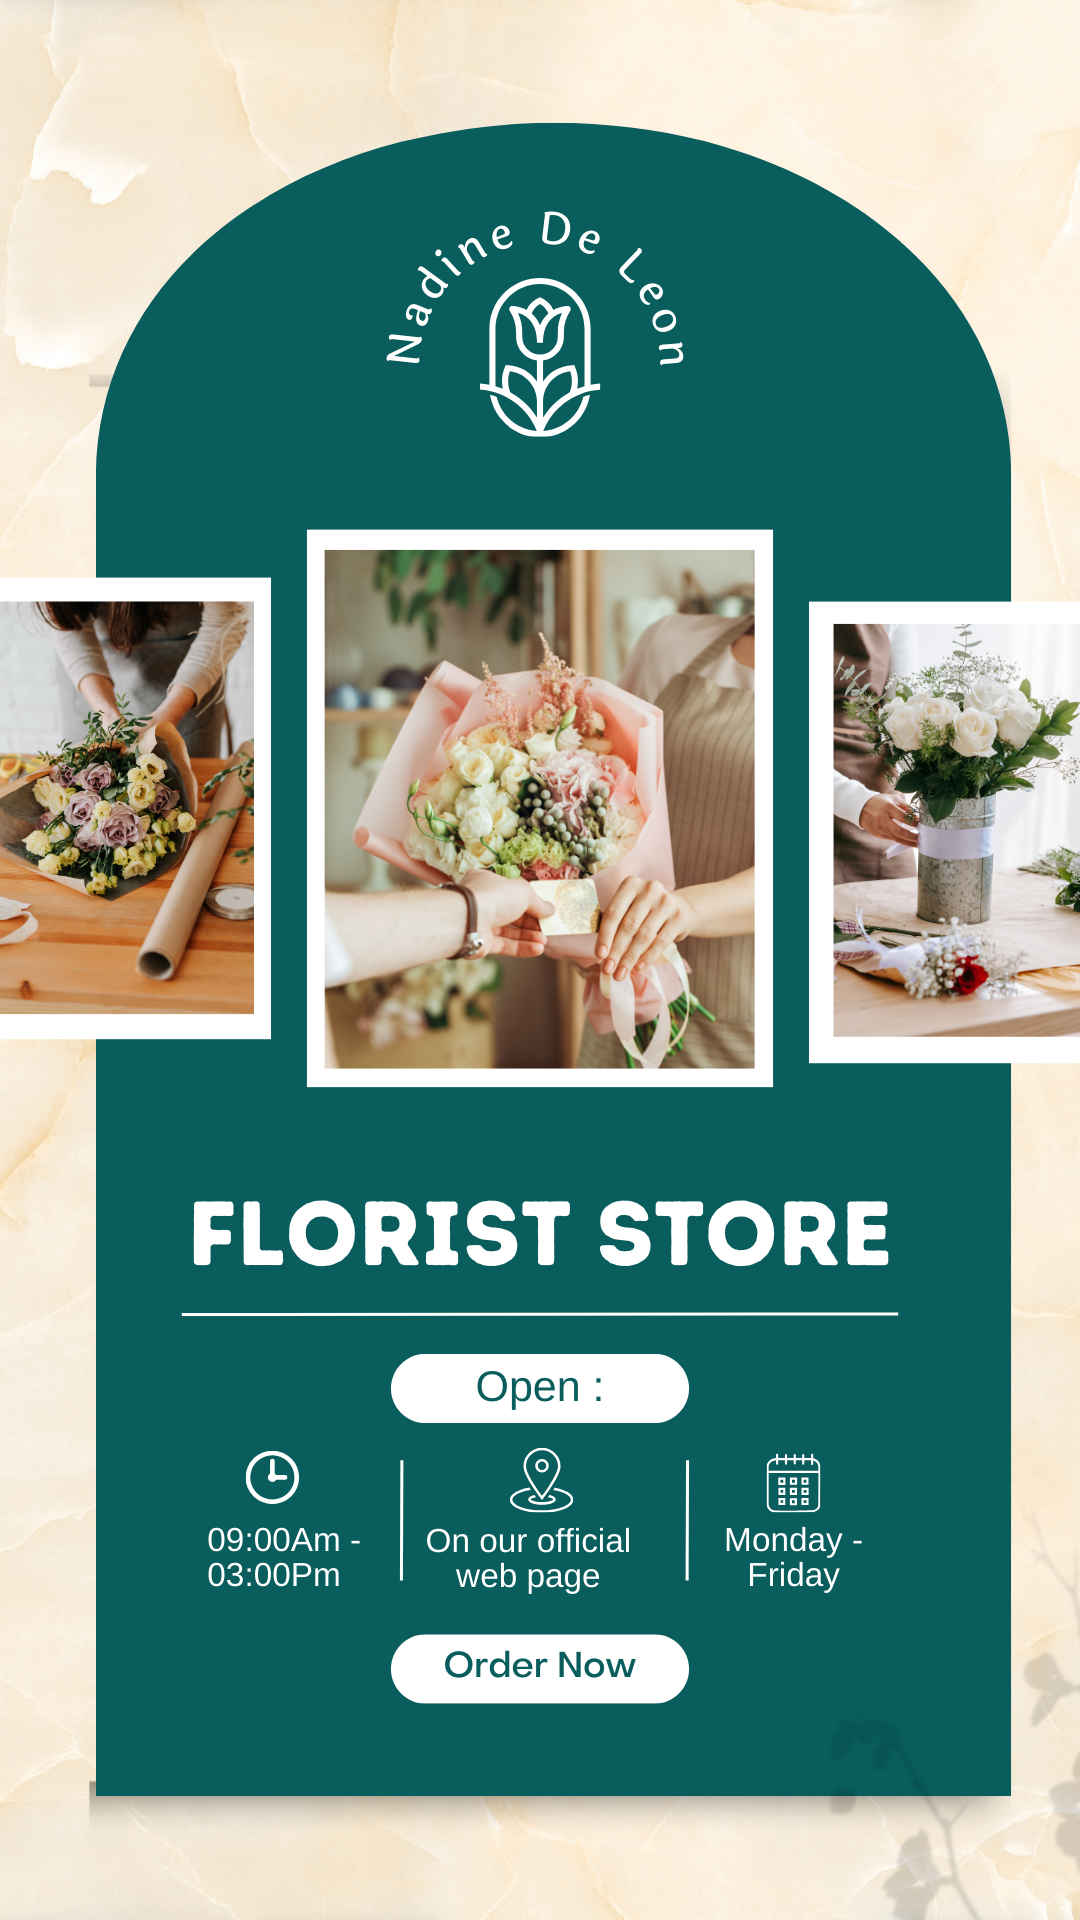 Nadine De Leon
FLORIST STORE
Open :
09:00Am -
03:00Pm
On our official
web page
Monday -
Friday
Order Now